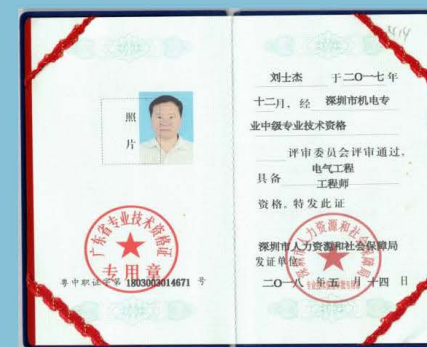 照
片
广东省专业技术资格证
专用章
粤中职证字第 1803003014671 号
刘士杰 于二〇一七年
十二月，经 深圳市机电专
业中级专业技术资格
评审委员会评审通过，
具备 电气工程
工程师
资格。特发此证
深圳市人力资源和社会保障局
发证单位
二〇一八 年五 月十四 日